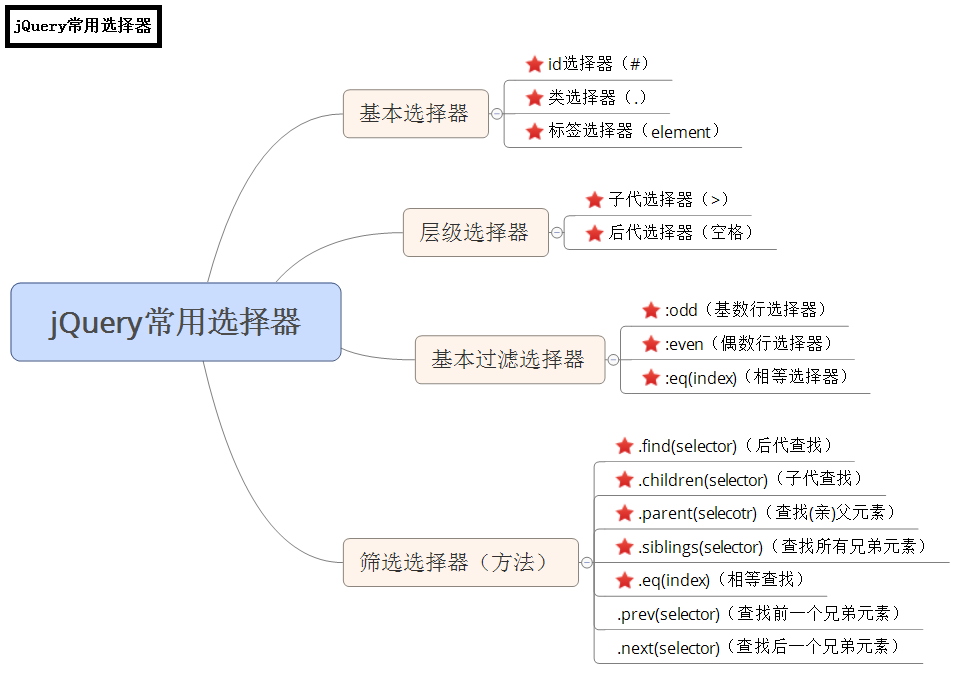 jQuery常用选择器
基本选择器
id选择器（#）
类选择器（.）
标签选择器（element）
层级选择器
子代选择器（>）
后代选择器（空格）
jQuery常用选择器
基本过滤选择器
:odd（基数行选择器）
:even（偶数行选择器）
:eq(index)（相等选择器）
筛选选择器（方法）
.find(selector)（后代查找）
.children(selector)（子代查找）
.parent(selecotr)（查找(亲)父元素）
.siblings(selector)（查找所有兄弟元素）
.eq(index)（相等查找）
.prev(selector)（查找前一个兄弟元素）
.next(selector)（查找后一个兄弟元素）